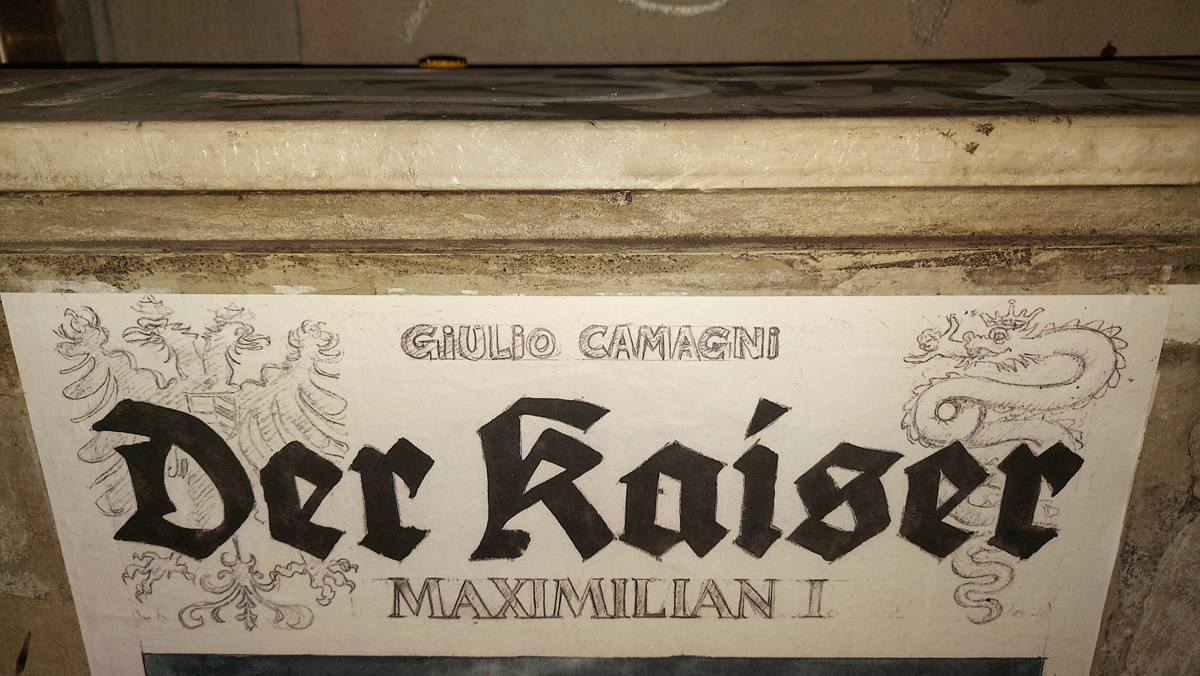 GiULiO CAMAGNi
Der Kaiser
MAXIMILIAN I.